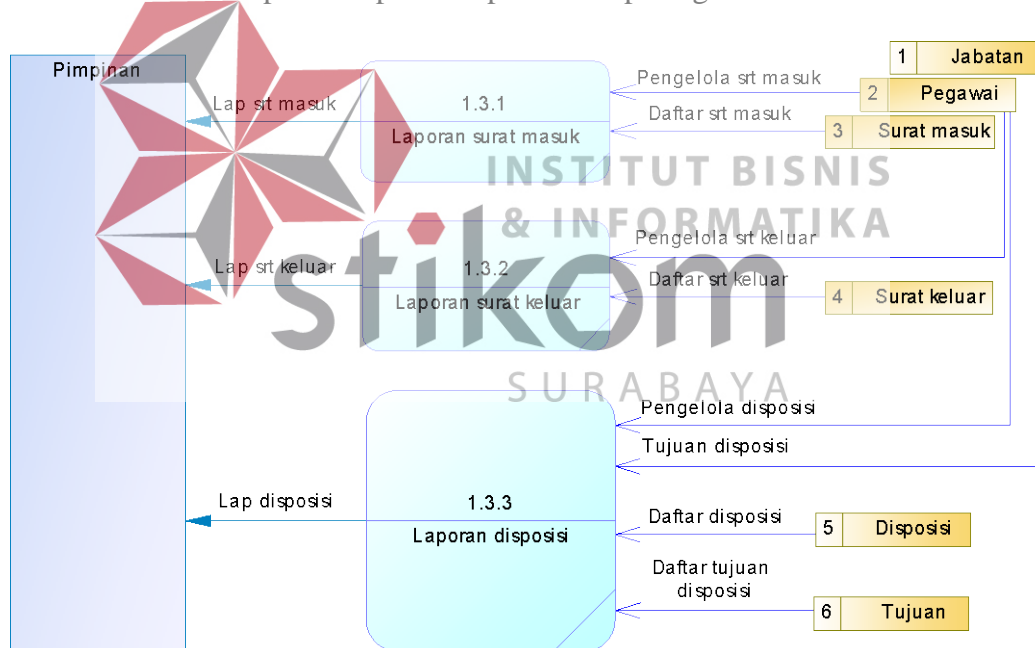 Pimpinan
1 Jabatan
Pengelola srt masuk
2 Pegawai
Lap srt masuk
1.3.1
Laporan surat masuk
Daftar srt masuk
3 Surat masuk
INSTITUT BISNIS
& INFORMATIKA
stikom
SURABAYA
Pengelola srt keluar
Lap srt keluar
1.3.2
Laporan surat keluar
Daftar srt keluar
4 Surat keluar
Pengelola disposisi
Tujuan disposisi
Lap disposisi
1.3.3
Laporan disposisi
Daftar disposisi
5 Disposisi
Daftar tujuan
disposisi
6 Tujuan